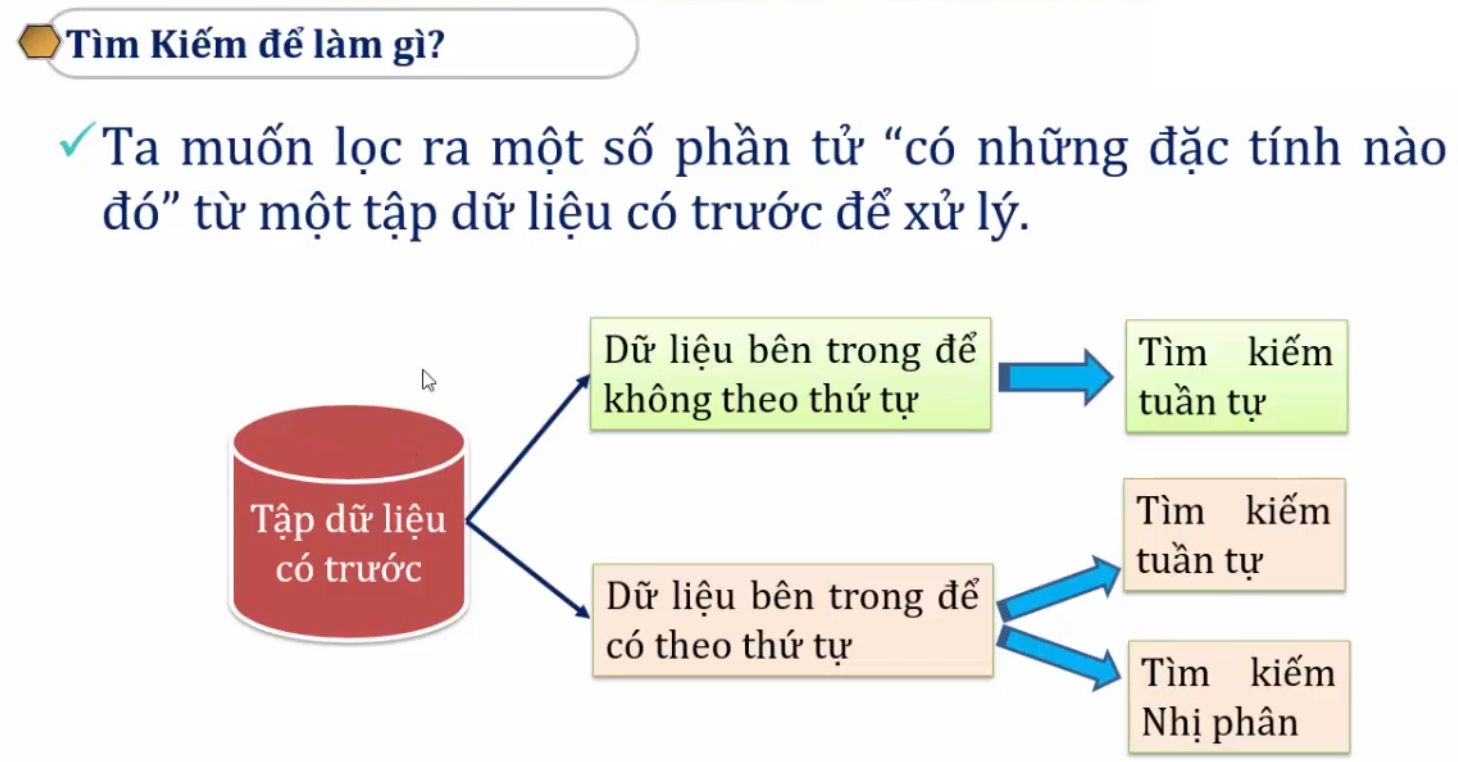 Tìm Kiếm để làm gì?
Ta muốn lọc ra một số phần tử “có những đặc tính nào
đó” từ một tập dữ liệu có trước để xử lý.
Tập dữ liệu
có trước
Dữ liệu bên trong để
không theo thứ tự
Tìm kiếm
tuần tự
Dữ liệu bên trong để
có theo thứ tự
Tìm kiếm
tuần tự
Tìm kiếm
Nhị phân